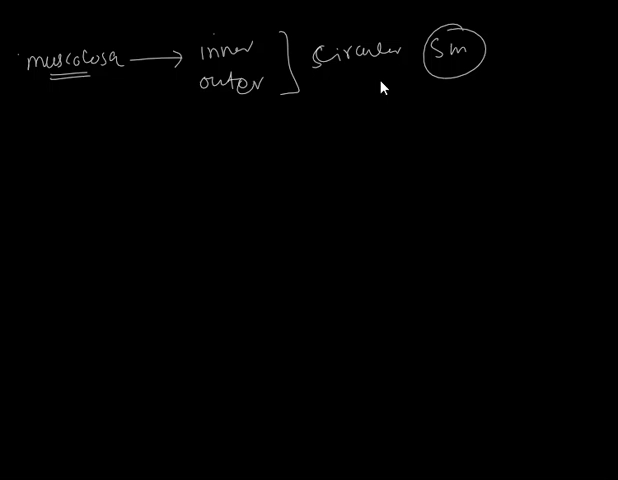 muscolosa → inner } circular Sm
outer